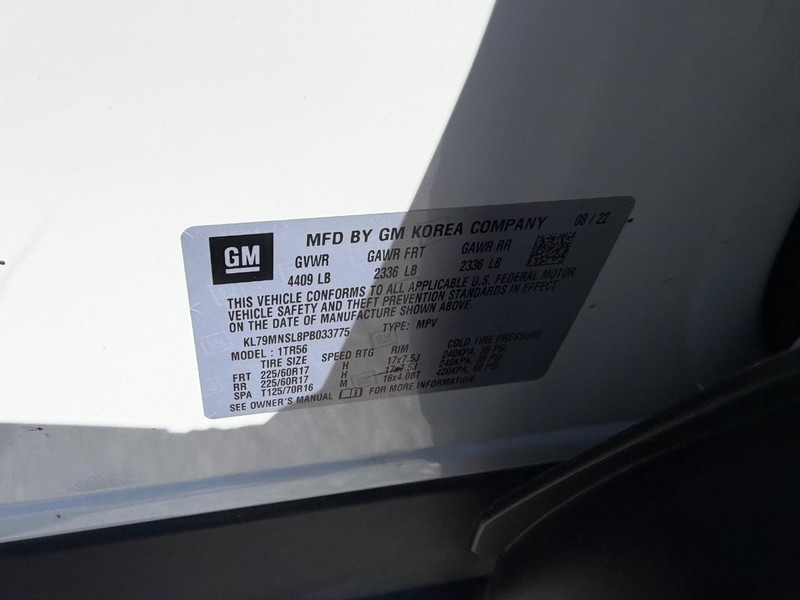 GM
MFD BY GM KOREA COMPANY 08 / 22
GVWR GAWR FRT GAWR RR
4409 LB 2336 LB 2336 LB
THIS VEHICLE CONFORMS TO ALL APPLICABLE U.S. FEDERAL MOTOR
VEHICLE SAFETY AND THEFT PREVENTION STANDARDS IN EFFECT
ON THE DATE OF MANUFACTURE SHOWN ABOVE.
KL79MNSL8PB033775 TYPE: MPV
MODEL: 1TR56
TIRE SIZE SPEED RTG RIM COLD TIRE PRESSURE
FRT 225/60R17 H 17x7.5J 240KPA, 35 PSI
RR 225/60R17 H 17x7.5J 240KPA, 35 PSI
SPA T125/70R16 M 16x4.0BT 420KPA, 60 PSI
SEE OWNER'S MANUAL FOR MORE INFORMATION.